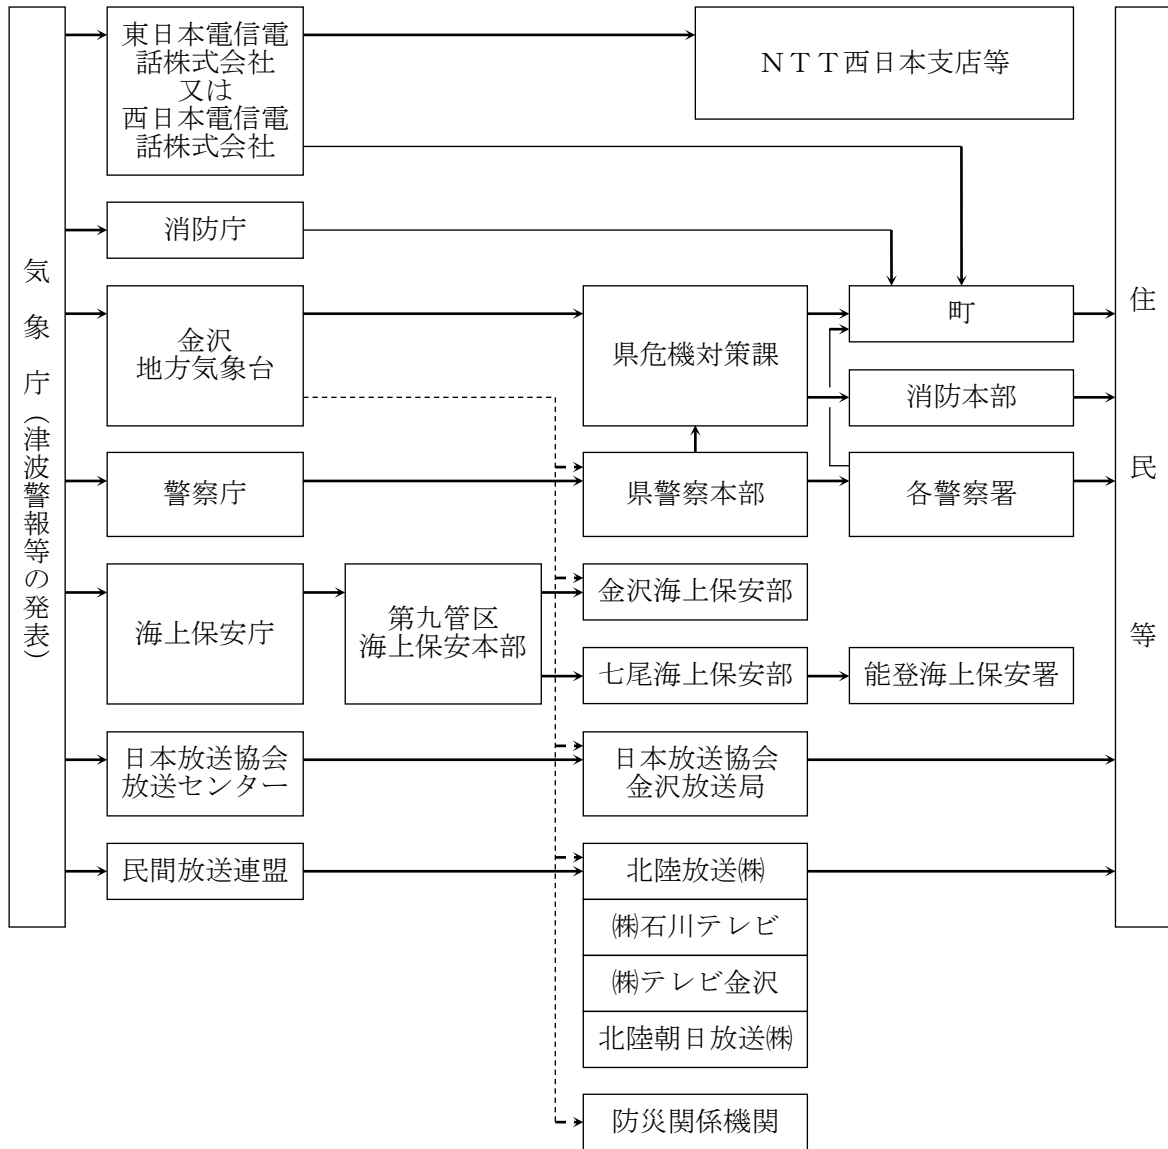 気象庁（津波警報等の発表）
東日本電信電
話株式会社
又は
西日本電信電
話株式会社
ＮＴＴ西日本支店等
消防庁
金沢
地方気象台
県危機対策課
町
消防本部
警察庁
県警察本部
各警察署
海上保安庁
第九管区
海上保安本部
金沢海上保安部
七尾海上保安部
能登海上保安署
日本放送協会
放送センター
日本放送協会
金沢放送局
民間放送連盟
北陸放送㈱
㈱石川テレビ
㈱テレビ金沢
北陸朝日放送㈱
防災関係機関
住民等